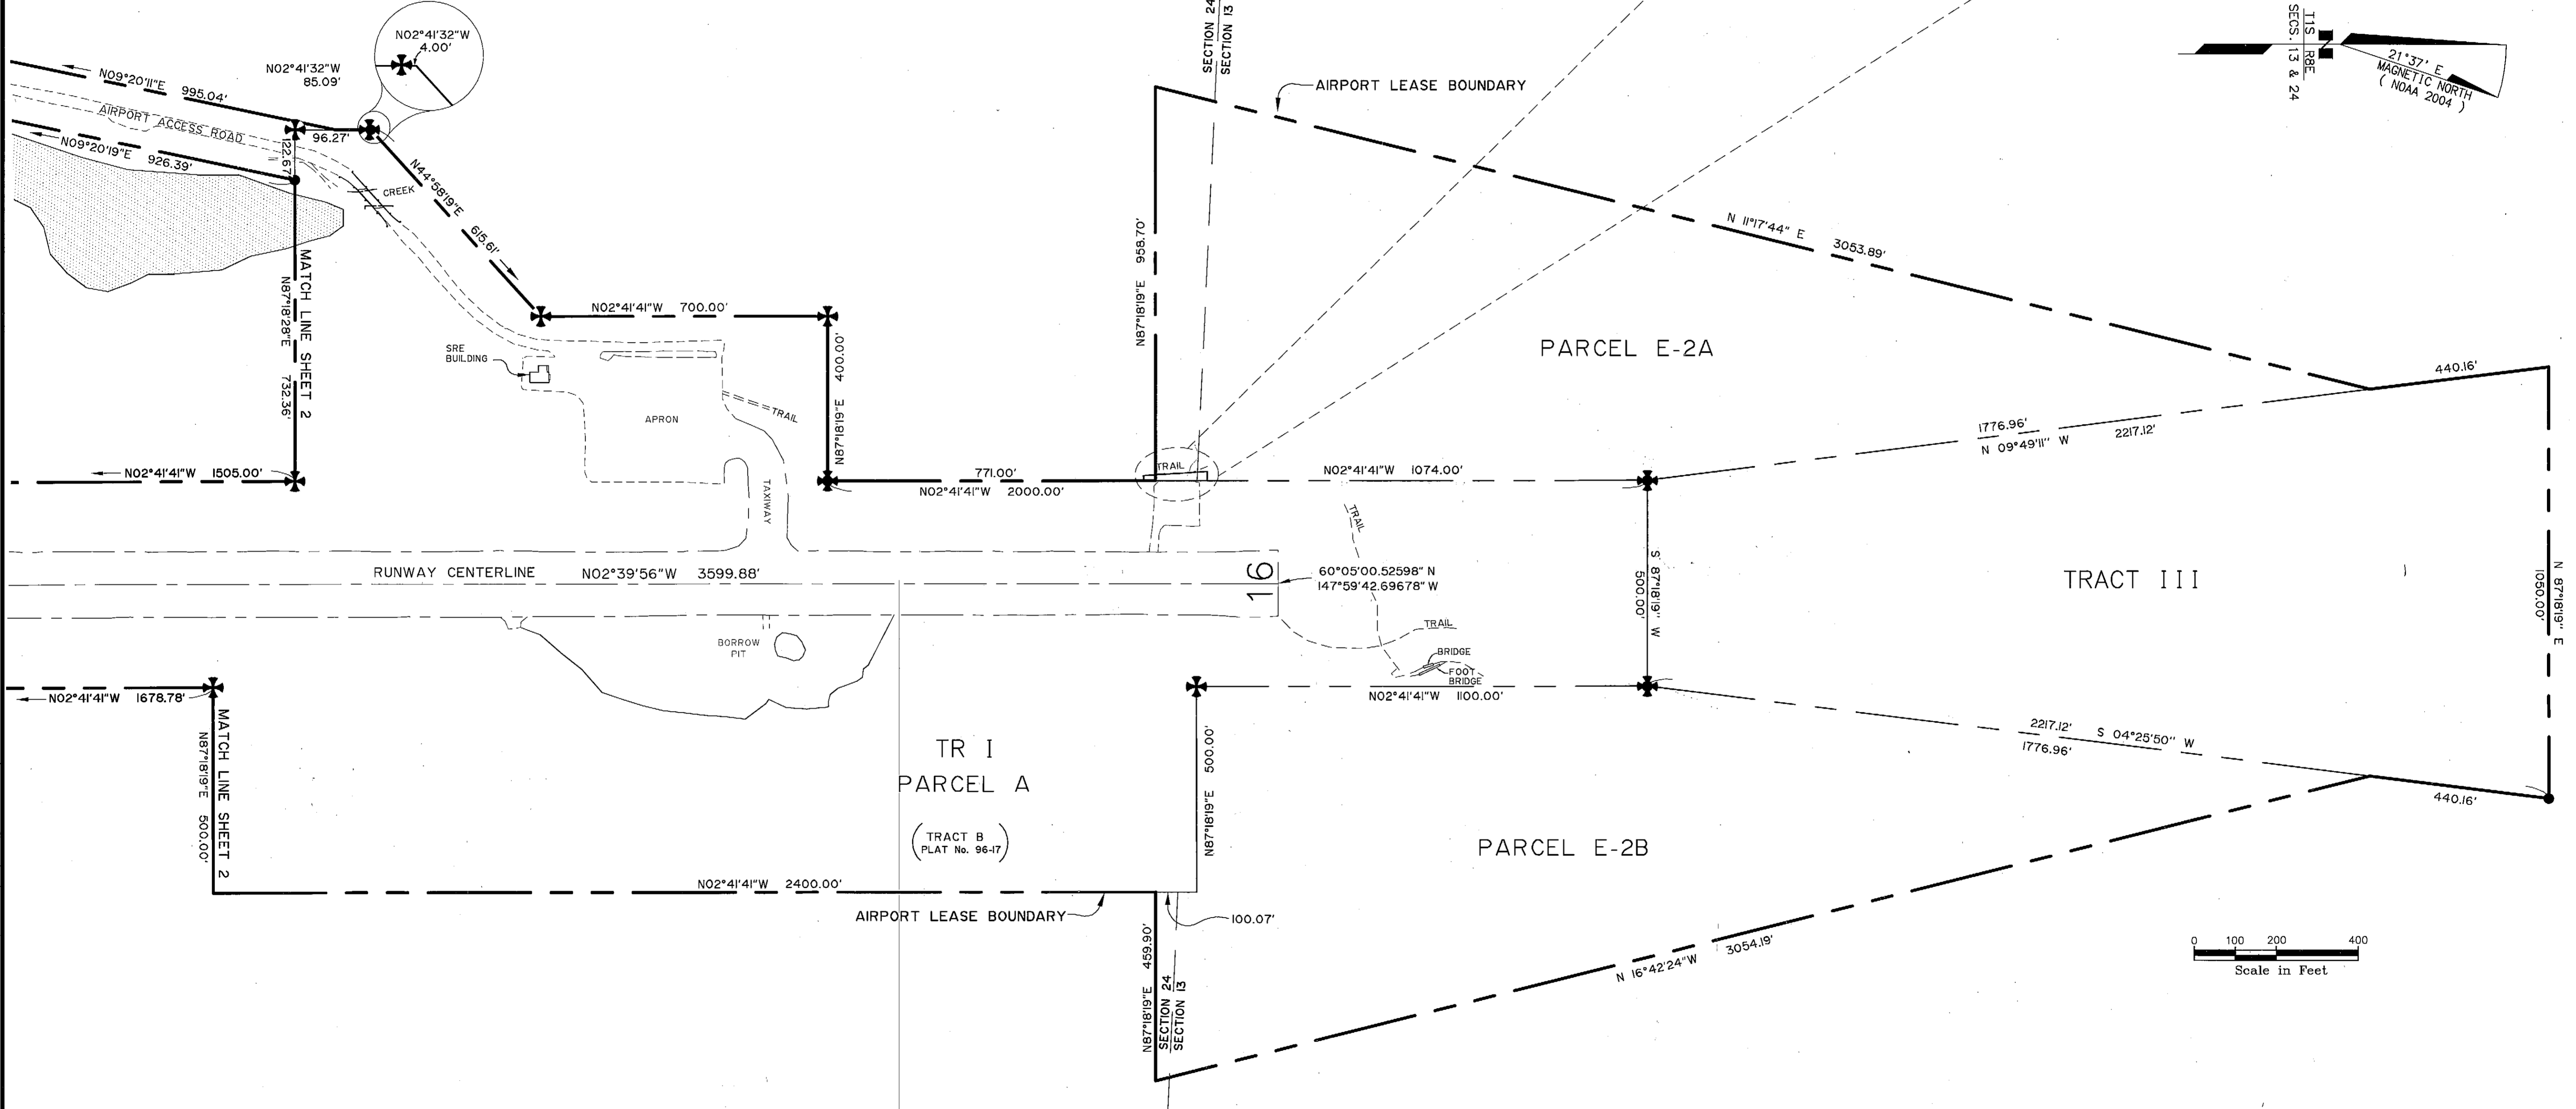 N02°41'32"W
4.00'
N02°41'32"W
85.09'
N09°20'11"E 995.04'
AIRPORT ACCESS ROAD
96.27'
122.67'
N09°20'19"E 926.39'
CREEK
N44°58'19"E 615.61'
MATCH LINE SHEET 2
N87°18'28"E 732.36'
N02°41'41"W 700.00'
N87°18'19"E 400.00'
SRE
BUILDING
APRON
TRAIL
TAXIWAY
N02°41'41"W 1505.00'
771.00'
N02°41'41"W 2000.00'
SECTION 24
SECTION 13
AIRPORT LEASE BOUNDARY
N87°18'19"E 958.70'
TRAIL
N 11°17'44" E 3053.89'
PARCEL E-2A
T1S R8E
SECS. 13 & 24
21°37' E
MAGNETIC NORTH
( NOAA 2004 )
440.16'
1776.96'
N 09°49'11" W 2217.12'
N02°41'41"W 1074.00'
TRAIL
S 87°18'19" W
500.00'
TRACT III
N 87°18'19" E
1050.00'
RUNWAY CENTERLINE N02°39'56"W 3599.88'
16
60°05'00.52598" N
147°59'42.69678" W
TRAIL
BRIDGE
FOOT
BRIDGE
BORROW
PIT
N02°41'41"W 1678.78'
N02°41'41"W 1100.00'
2217.12' S 04°25'50" W
1776.96'
440.16'
MATCH LINE SHEET 2
N87°18'19"E 500.00'
TR I
PARCEL A
TRACT B
PLAT No. 96-17
N87°18'19"E 500.00'
PARCEL E-2B
N02°41'41"W 2400.00'
AIRPORT LEASE BOUNDARY
100.07'
N87°18'19"E 459.90'
SECTION 24
SECTION 13
N 16°42'24"W 3054.19'
0 100 200 400
Scale in Feet